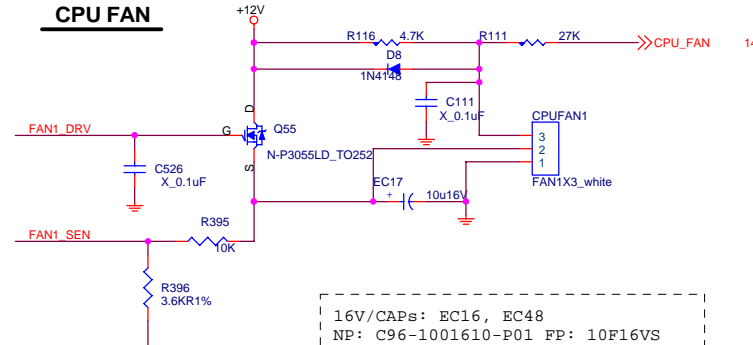 CPU FAN
+12V
R116 4.7K
R111 27K
CPU_FAN 14
D8
1N4148
C111
X_0.1uF
CPUFAN1
D
FAN1_DRV
G
Q55
3
N-P3055LD_TO252
2
C526
X_0.1uF
S
1
FAN1X3_white
EC17
+
10u16V
R395
10K
FAN1_SEN
R396
3.6KR1%
16V/CAPs: EC16, EC48
NP: C96-1001610-P01 FP: 10F16VS